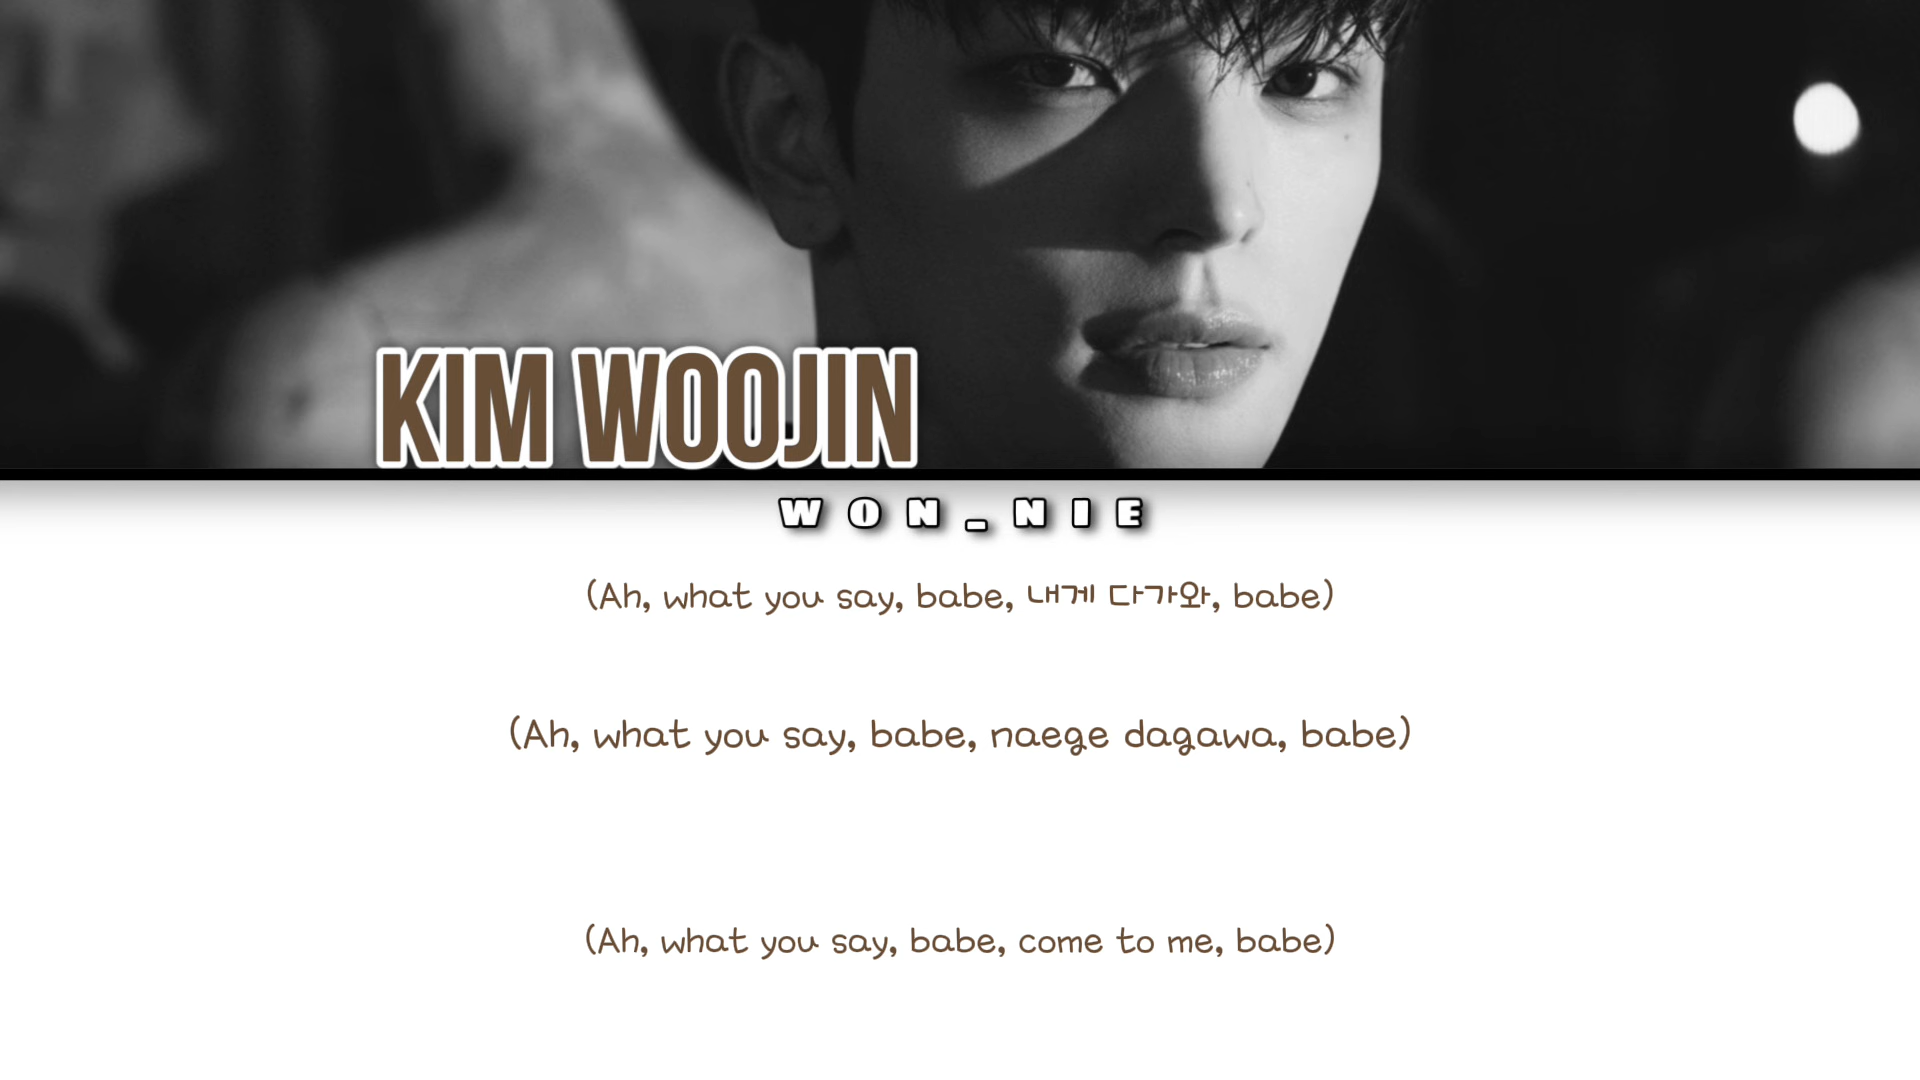 KIM WOOJIN
WON_NIE
(Ah, what you say, babe, 내게 다가와, babe)
(Ah, what you say, babe, naege dagawa, babe)
(Ah, what you say, babe, come to me, babe)